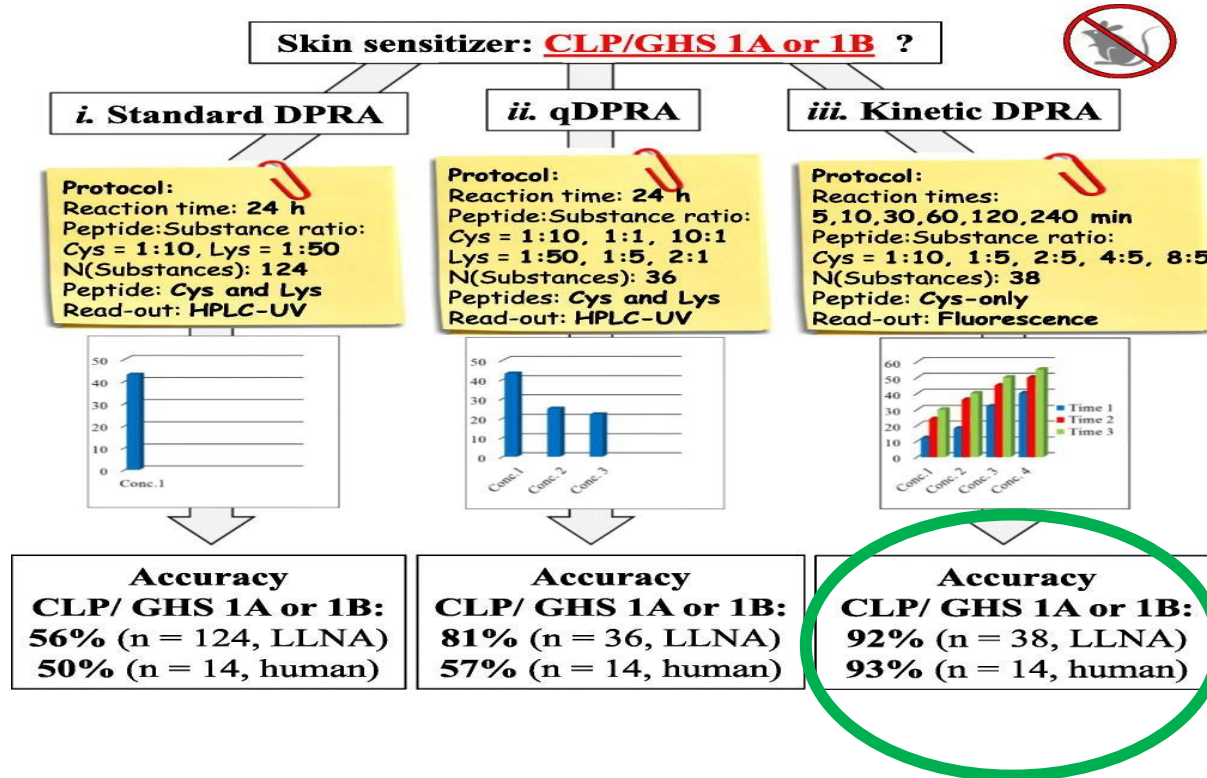 Skin sensitizer: CLP/GHS 1A or 1B ?
i. Standard DPRA
Protocol:
Reaction time: 24 h
Peptide:Substance ratio:
Cys = 1:10, Lys = 1:50
N(Substances): 124
Peptide: Cys and Lys
Read-out: HPLC-UV
50
40
30
20
10
0
Conc.1
Accuracy
CLP/ GHS 1A or 1B:
56% (n = 124, LLNA)
50% (n = 14, human)
ii. qDPRA
Protocol:
Reaction time: 24 h
Peptide:Substance ratio:
Cys = 1:10, 1:1, 10:1
Lys = 1:50, 1:5, 2:1
N(Substances): 36
Peptides: Cys and Lys
Read-out: HPLC-UV
50
40
30
20
10
0
Conc.1
Conc. 2
Conc. 3
Accuracy
CLP/ GHS 1A or 1B:
81% (n = 36, LLNA)
57% (n = 14, human)
iii. Kinetic DPRA
Protocol:
Reaction times:
5,10,30,60,120,240 min
Peptide:Substance ratio:
Cys = 1:10, 1:5, 2:5, 4:5, 8:5
N(Substances): 38
Peptide: Cys-only
Read-out: Fluorescence
60
50
40
30
20
10
0
Conc.1
Conc. 2
Conc. 3
Conc. 4
Time 1
Time 2
Time 3
Accuracy
CLP/ GHS 1A or 1B:
92% (n = 38, LLNA)
93% (n = 14, human)